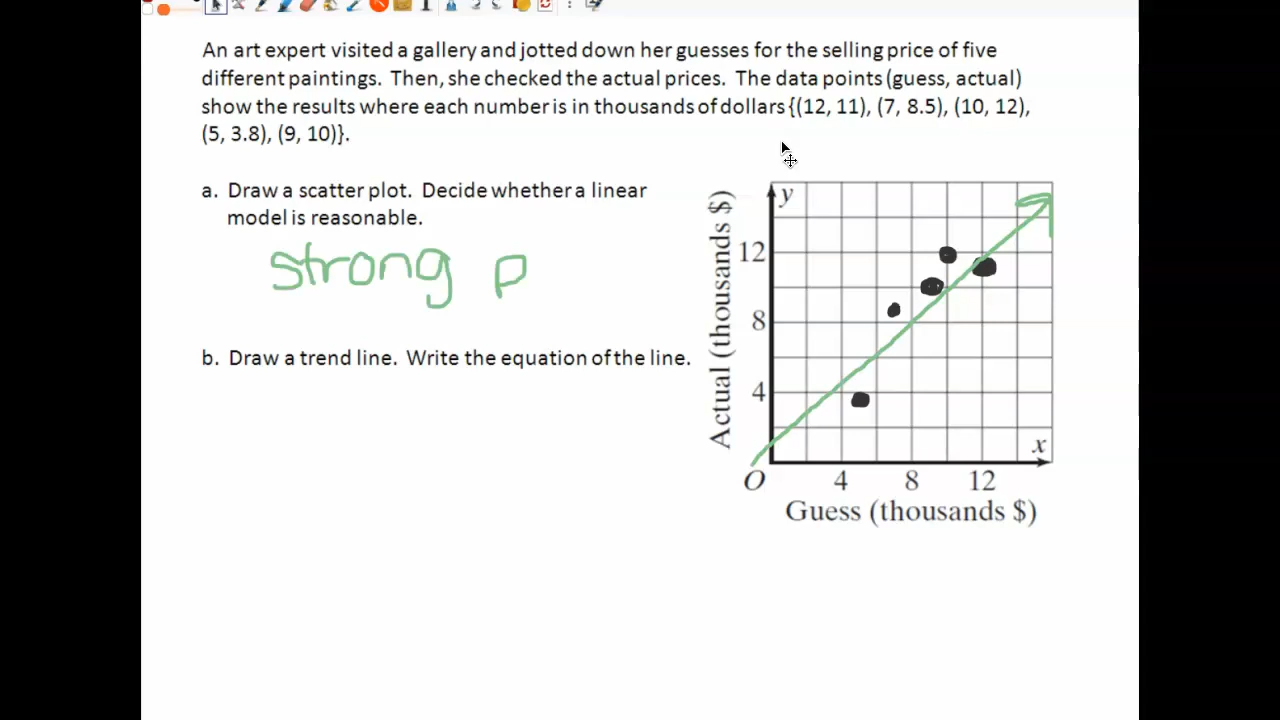 An art expert visited a gallery and jotted down her guesses for the selling price of five
different paintings. Then, she checked the actual prices. The data points (guess, actual)
show the results where each number is in thousands of dollars {(12, 11), (7, 8.5), (10, 12),
(5, 3.8), (9, 10)}.
a. Draw a scatter plot. Decide whether a linear
model is reasonable.
strong p
b. Draw a trend line. Write the equation of the line.
Actual (thousands $)
y
12
8
4
x
O 4 8 12
Guess (thousands $)